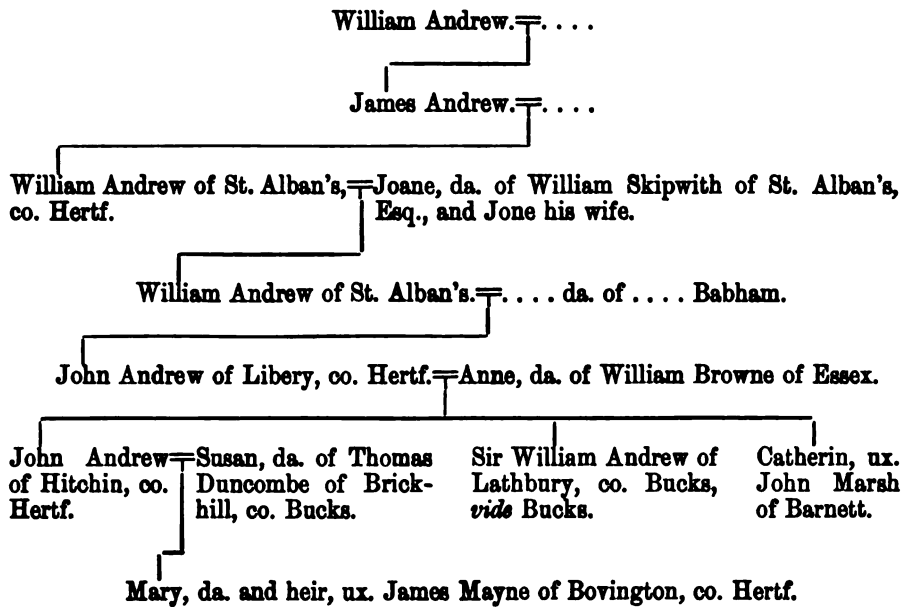 William Andrew.=. . . .
James Andrew.=. . . .
William Andrew of St. Alban's,=Joane, da. of William Skipwith of St. Alban's,
co. Hertf. Esq., and Jone his wife.
William Andrew of St. Alban's.=. . . . da. of . . . . Babham.
John Andrew of Libery, co. Hertf.=Anne, da. of William Browne of Essex.
John Andrew=Susan, da. of Thomas
of Hitchin, co. Duncombe of Brick-
Hertf. hill, co. Bucks.
Sir William Andrew of
Lathbury, co. Bucks,
vide Bucks.
Catherin, ux.
John Marsh
of Barnett.
Mary, da. and heir, ux. James Mayne of Bovington, co. Hertf.